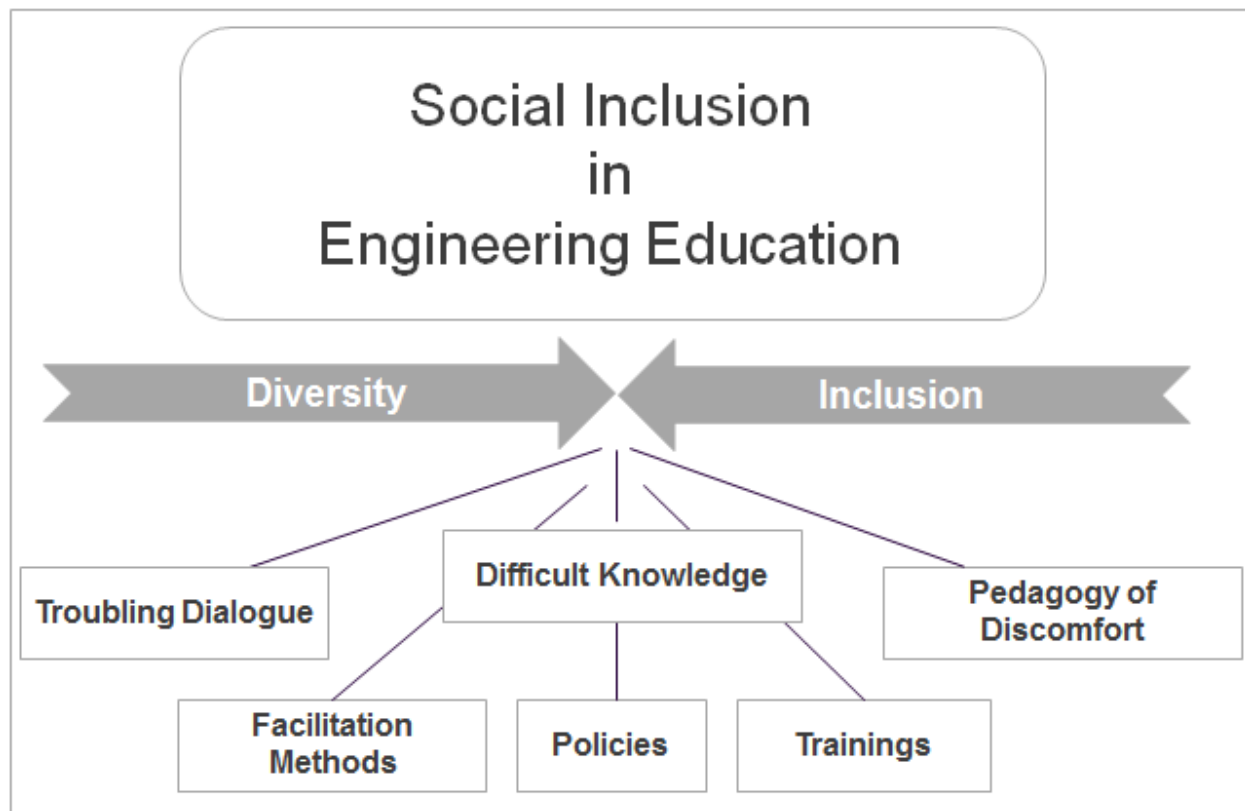 Social Inclusion
in
Engineering Education
Diversity
Inclusion
Troubling Dialogue
Difficult Knowledge
Pedagogy of
Discomfort
Facilitation
Methods
Policies
Trainings